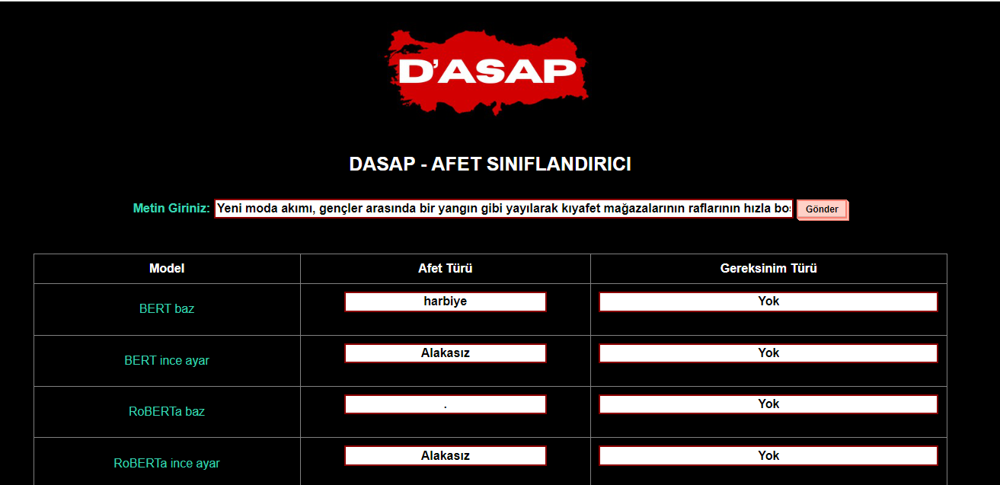 D'ASAP
DASAP - AFET SINIFLANDIRICI
Metin Giriniz: Yeni moda akımı, gençler arasında bir yangın gibi yayılarak kıyafet mağazalarının raflarının hızla Gönder
Model Afet Türü Gereksinim Türü
BERT baz harbiye Yok
BERT ince ayar Alakasız Yok
RoBERTa baz . Yok
RoBERTa ince ayar Alakasız Yok